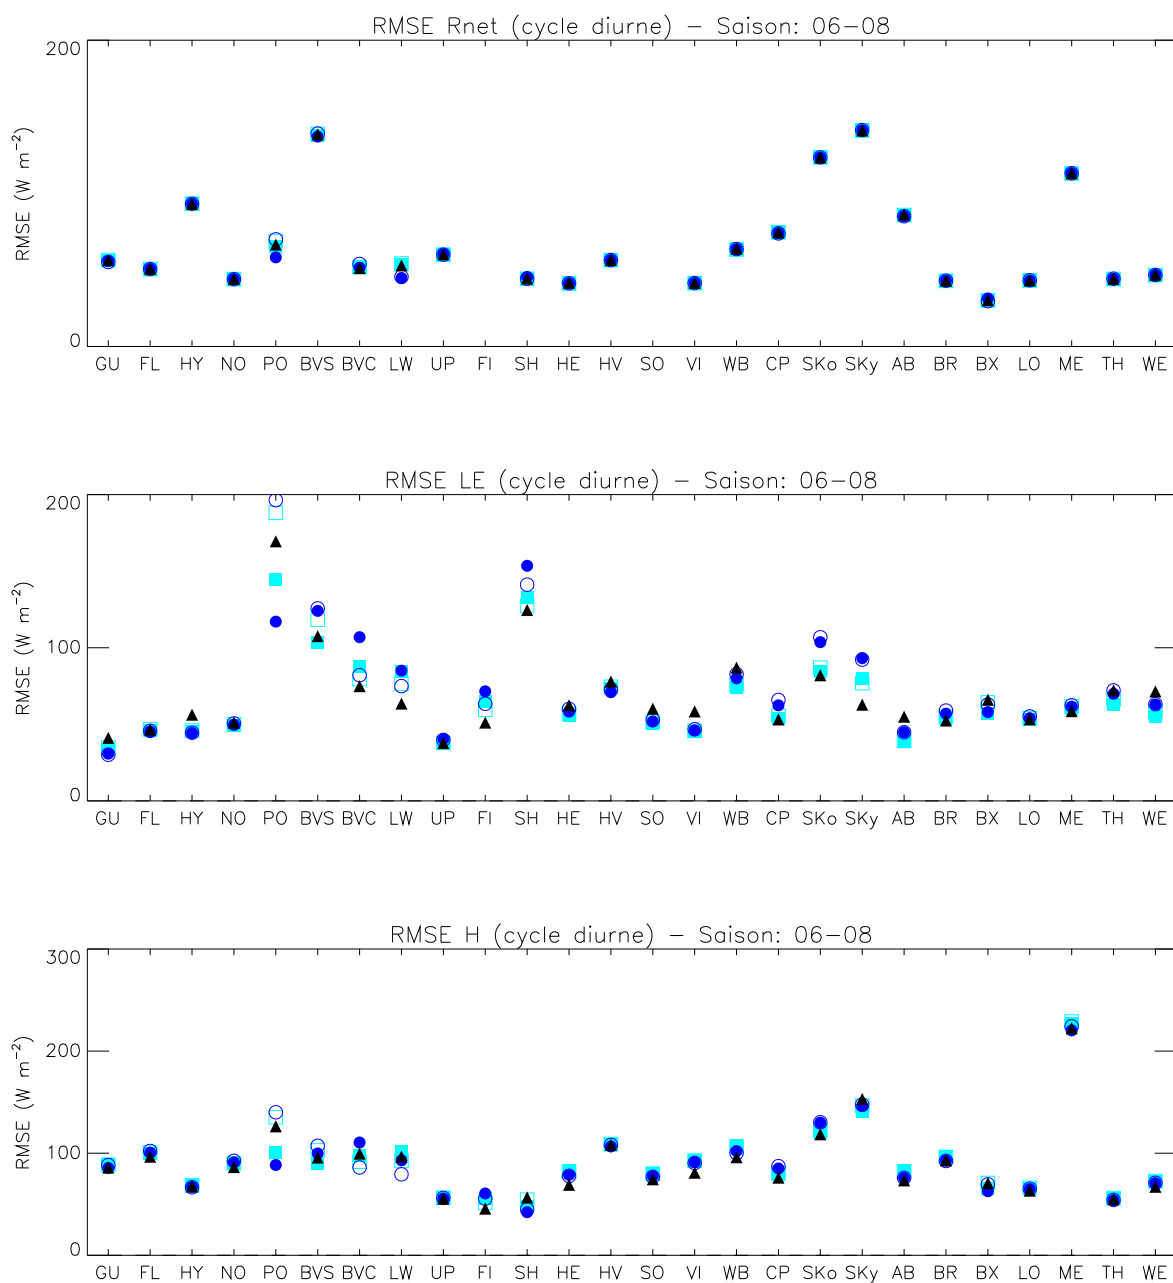 RMSE Rnet (cycle diurne) − Saison: 06−08
200
RMSE (W m⁻²)
0
GU FL HY NO PO BVS BVC LW UP FI SH HE HV SO VI WB CP SKo SKy AB BR BX LO ME TH WE
RMSE LE (cycle diurne) − Saison: 06−08
200
RMSE (W m⁻²)
100
0
GU FL HY NO PO BVS BVC LW UP FI SH HE HV SO VI WB CP SKo SKy AB BR BX LO ME TH WE
RMSE H (cycle diurne) − Saison: 06−08
300
200
RMSE (W m⁻²)
100
0
GU FL HY NO PO BVS BVC LW UP FI SH HE HV SO VI WB CP SKo SKy AB BR BX LO ME TH WE